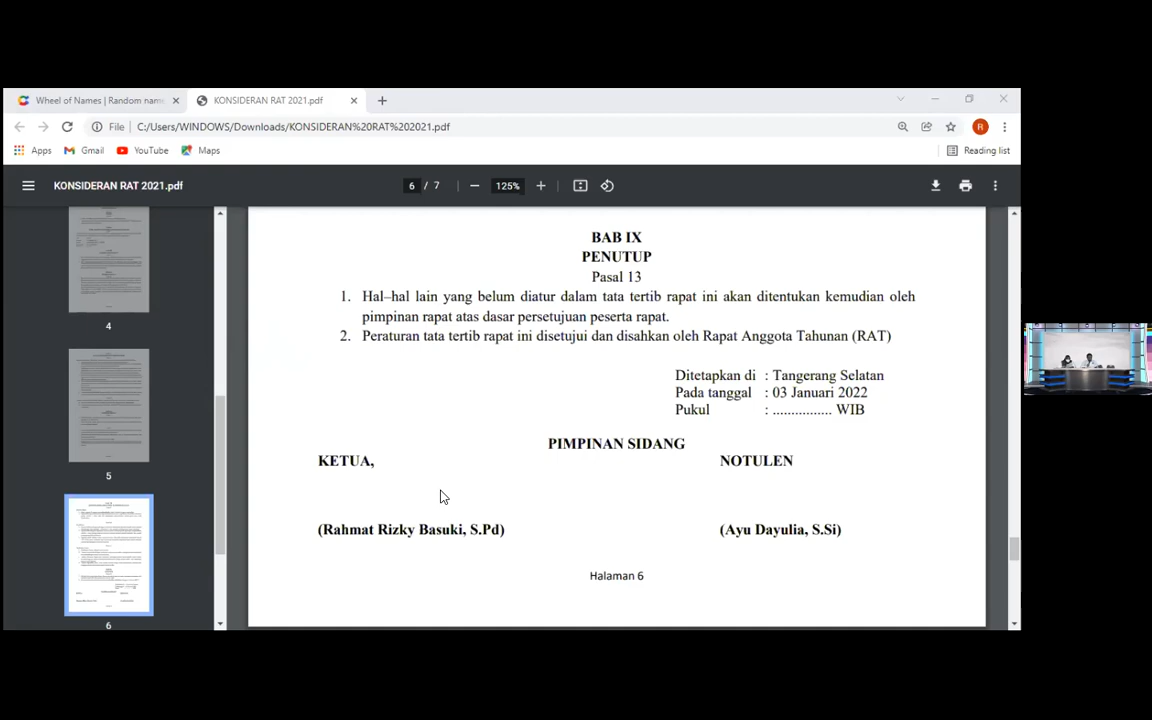 Wheel of Names | Random name
KONSIDERAN RAT 2021.pdf
File
C:/Users/WINDOWS/Downloads/KONSIDERAN%20RAT%202021.pdf
R
Apps
Gmail
YouTube
Maps
Reading list
KONSIDERAN RAT 2021.pdf
6 / 7
125%
4
5
6
BAB IX
PENUTUP
Pasal 13
1. Hal–hal lain yang belum diatur dalam tata tertib rapat ini akan ditentukan kemudian oleh
pimpinan rapat atas dasar persetujuan peserta rapat.
2. Peraturan tata tertib rapat ini disetujui dan disahkan oleh Rapat Anggota Tahunan (RAT)
Ditetapkan di : Tangerang Selatan
Pada tanggal : 03 Januari 2022
Pukul : ................ WIB
PIMPINAN SIDANG
KETUA,
NOTULEN
(Rahmat Rizky Basuki, S.Pd)
(Ayu Dayulia, S.Si)
Halaman 6